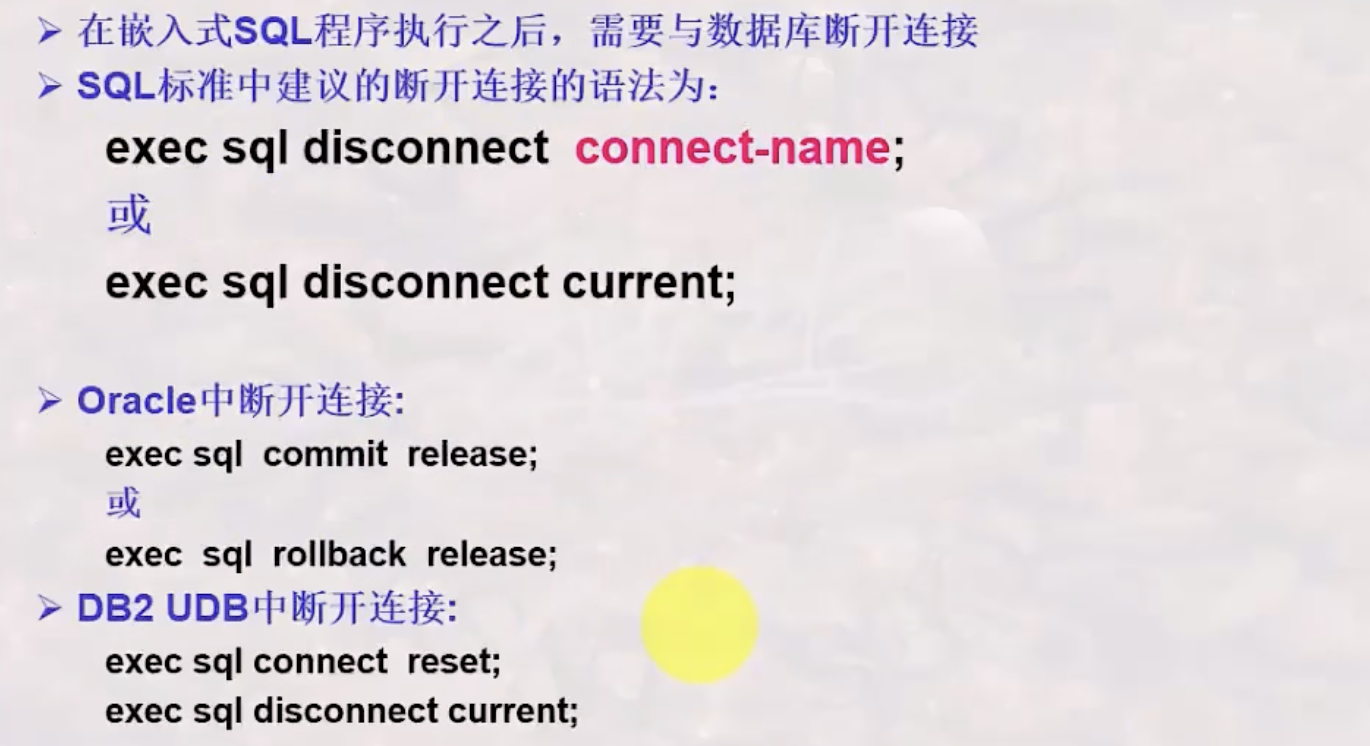 ➢ 在嵌入式SQL程序执行之后，需要与数据库断开连接
➢ SQL标准中建议的断开连接的语法为：
exec sql disconnect connect-name;
或
exec sql disconnect current;
➢ Oracle中断开连接:
exec sql commit release;
或
exec sql rollback release;
➢ DB2 UDB中断开连接:
exec sql connect reset;
exec sql disconnect current;